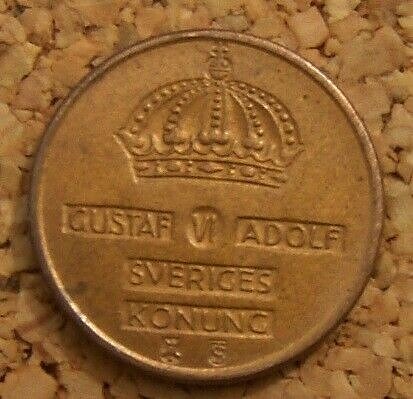 GUSTAF VI ADOLF
SVERIGES
KONUNG